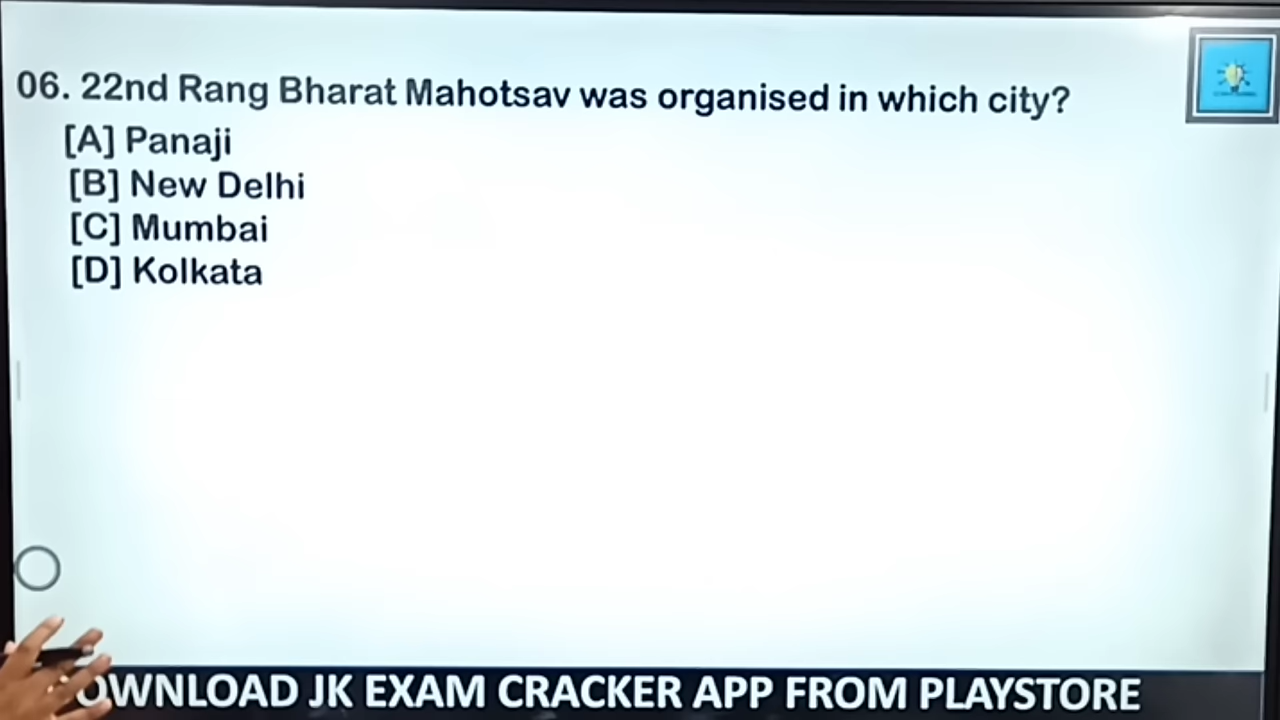 06. 22nd Rang Bharat Mahotsav was organised in which city?
[A] Panaji
[B] New Delhi
[C] Mumbai
[D] Kolkata
OWNLOAD JK EXAM CRACKER APP FROM PLAYSTORE